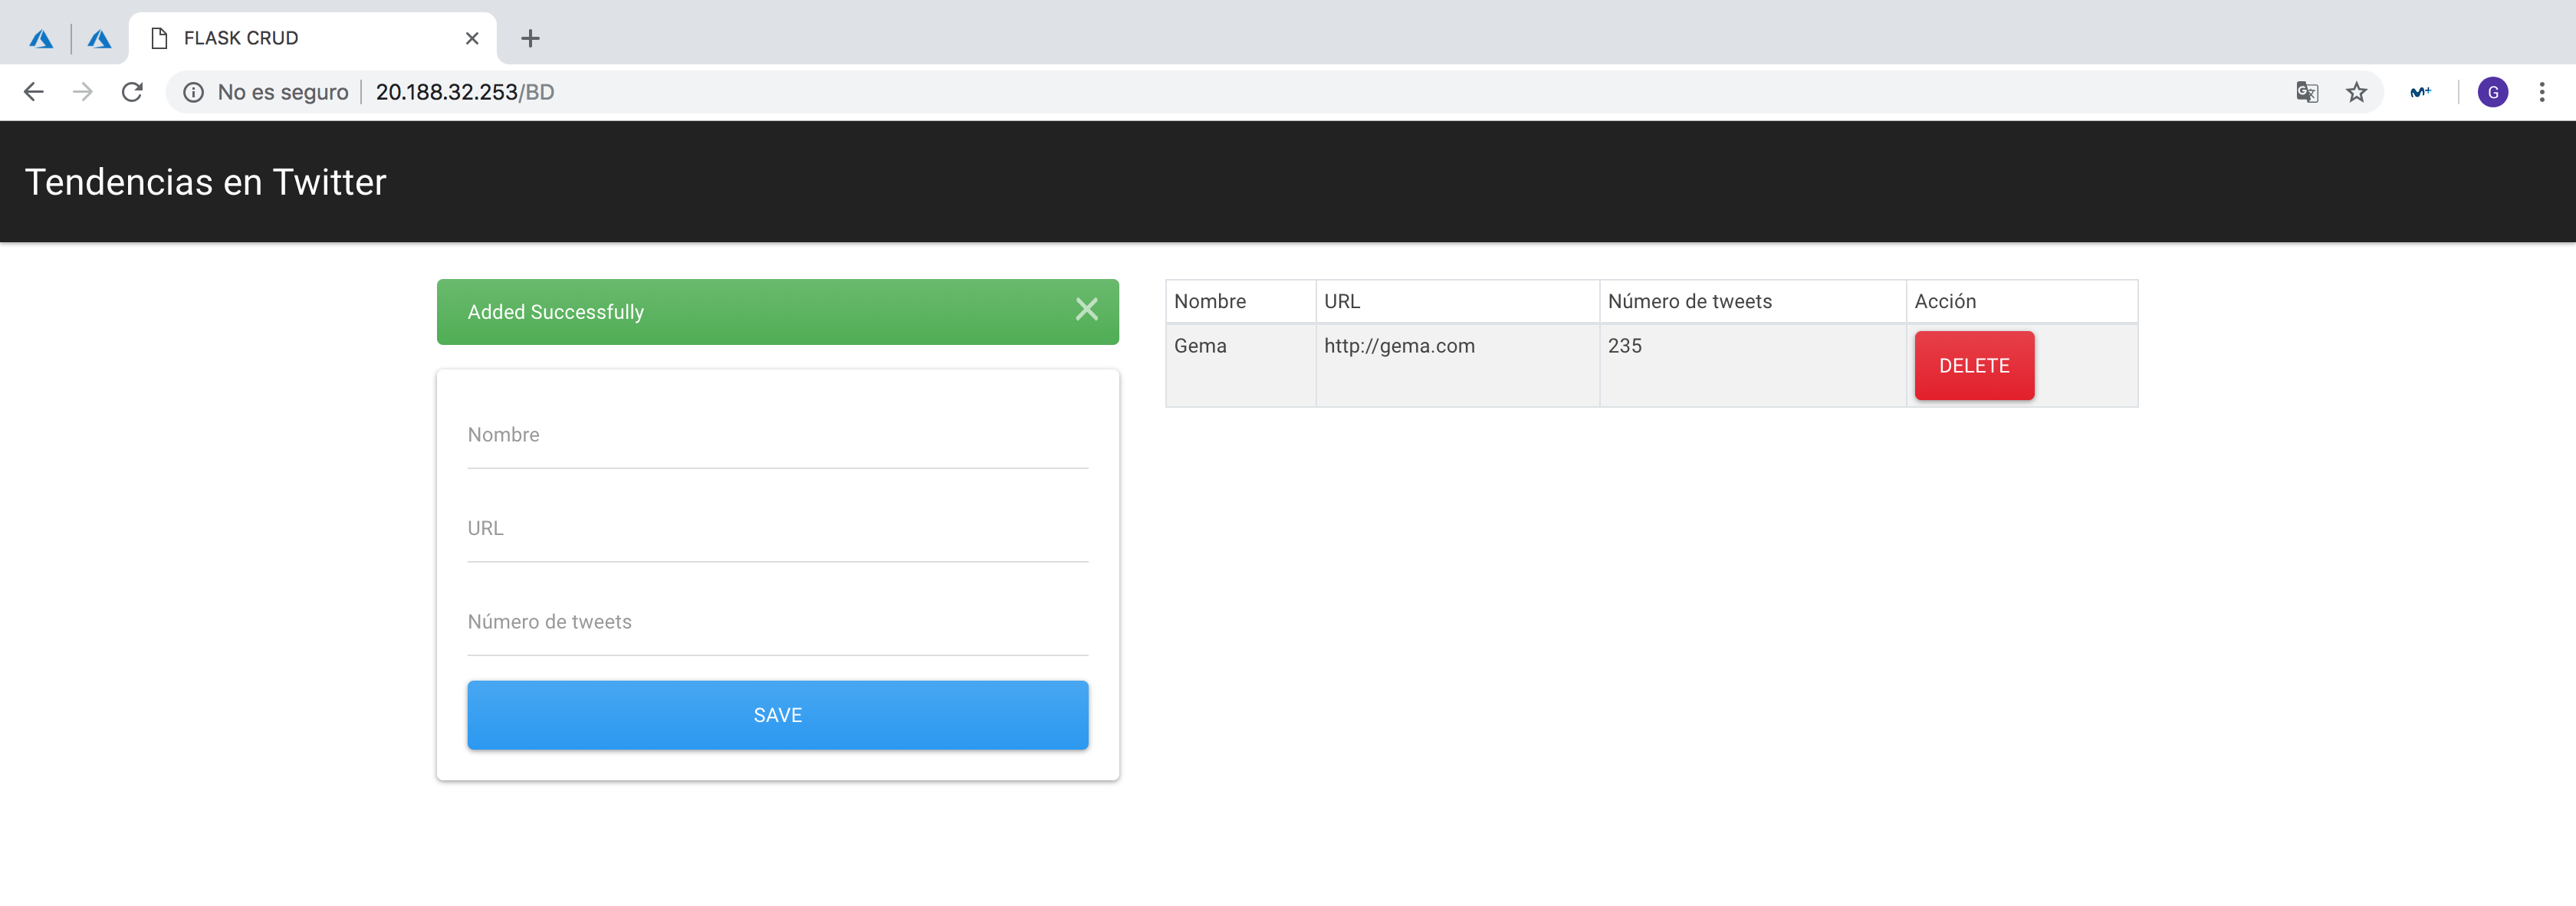 FLASK CRUD
No es seguro | 20.188.32.253/BD
G
Tendencias en Twitter
Added Successfully
Nombre
URL
Número de tweets
SAVE
Nombre URL Número de tweets Acción
Gema http://gema.com 235 DELETE